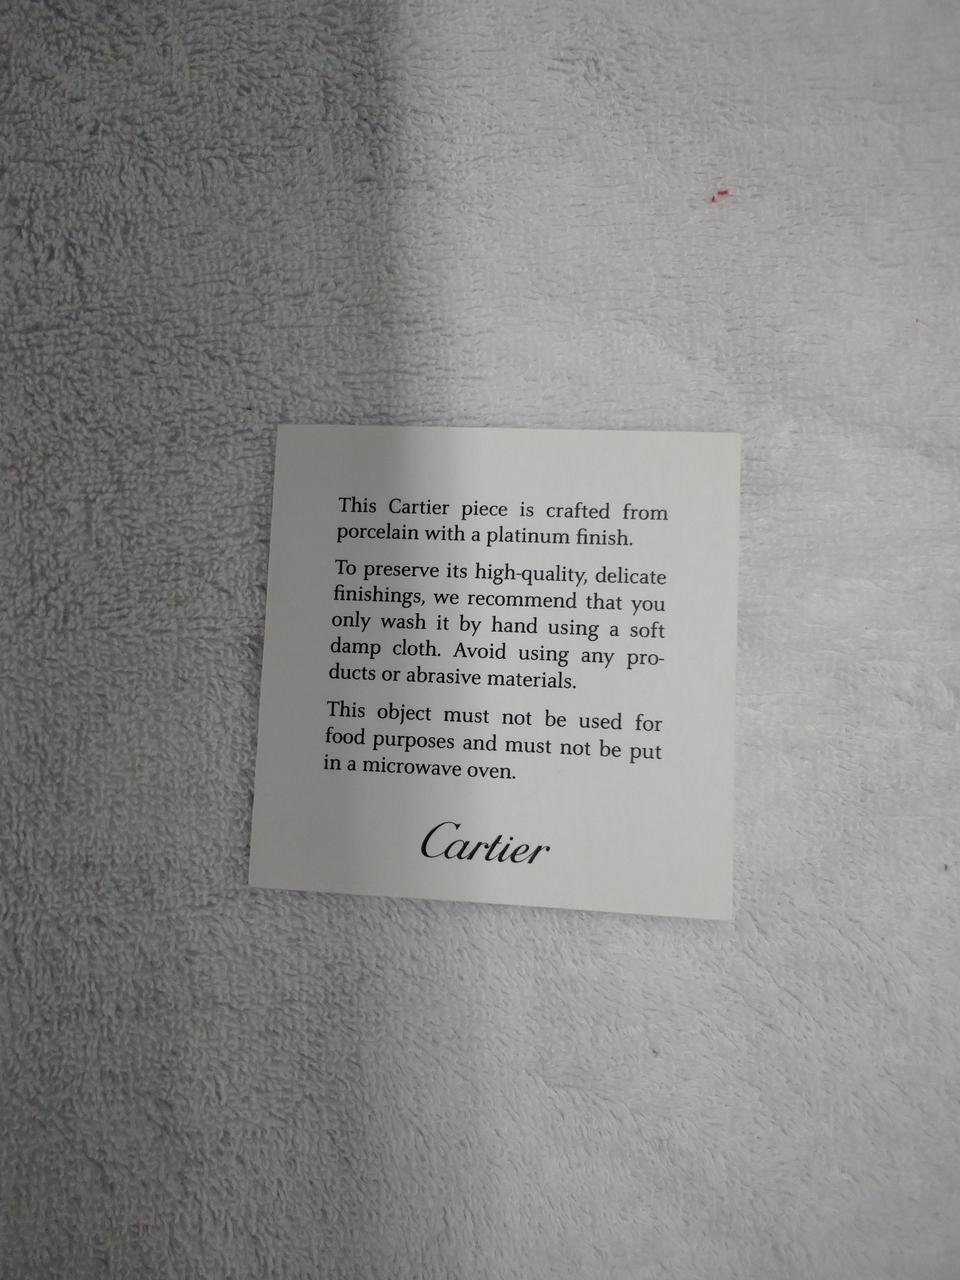 This Cartier piece is crafted from
porcelain with a platinum finish.
To preserve its high-quality, delicate
finishings, we recommend that you
only wash it by hand using a soft
damp cloth. Avoid using any pro-
ducts or abrasive materials.
This object must not be used for
food purposes and must not be put
in a microwave oven.
Cartier